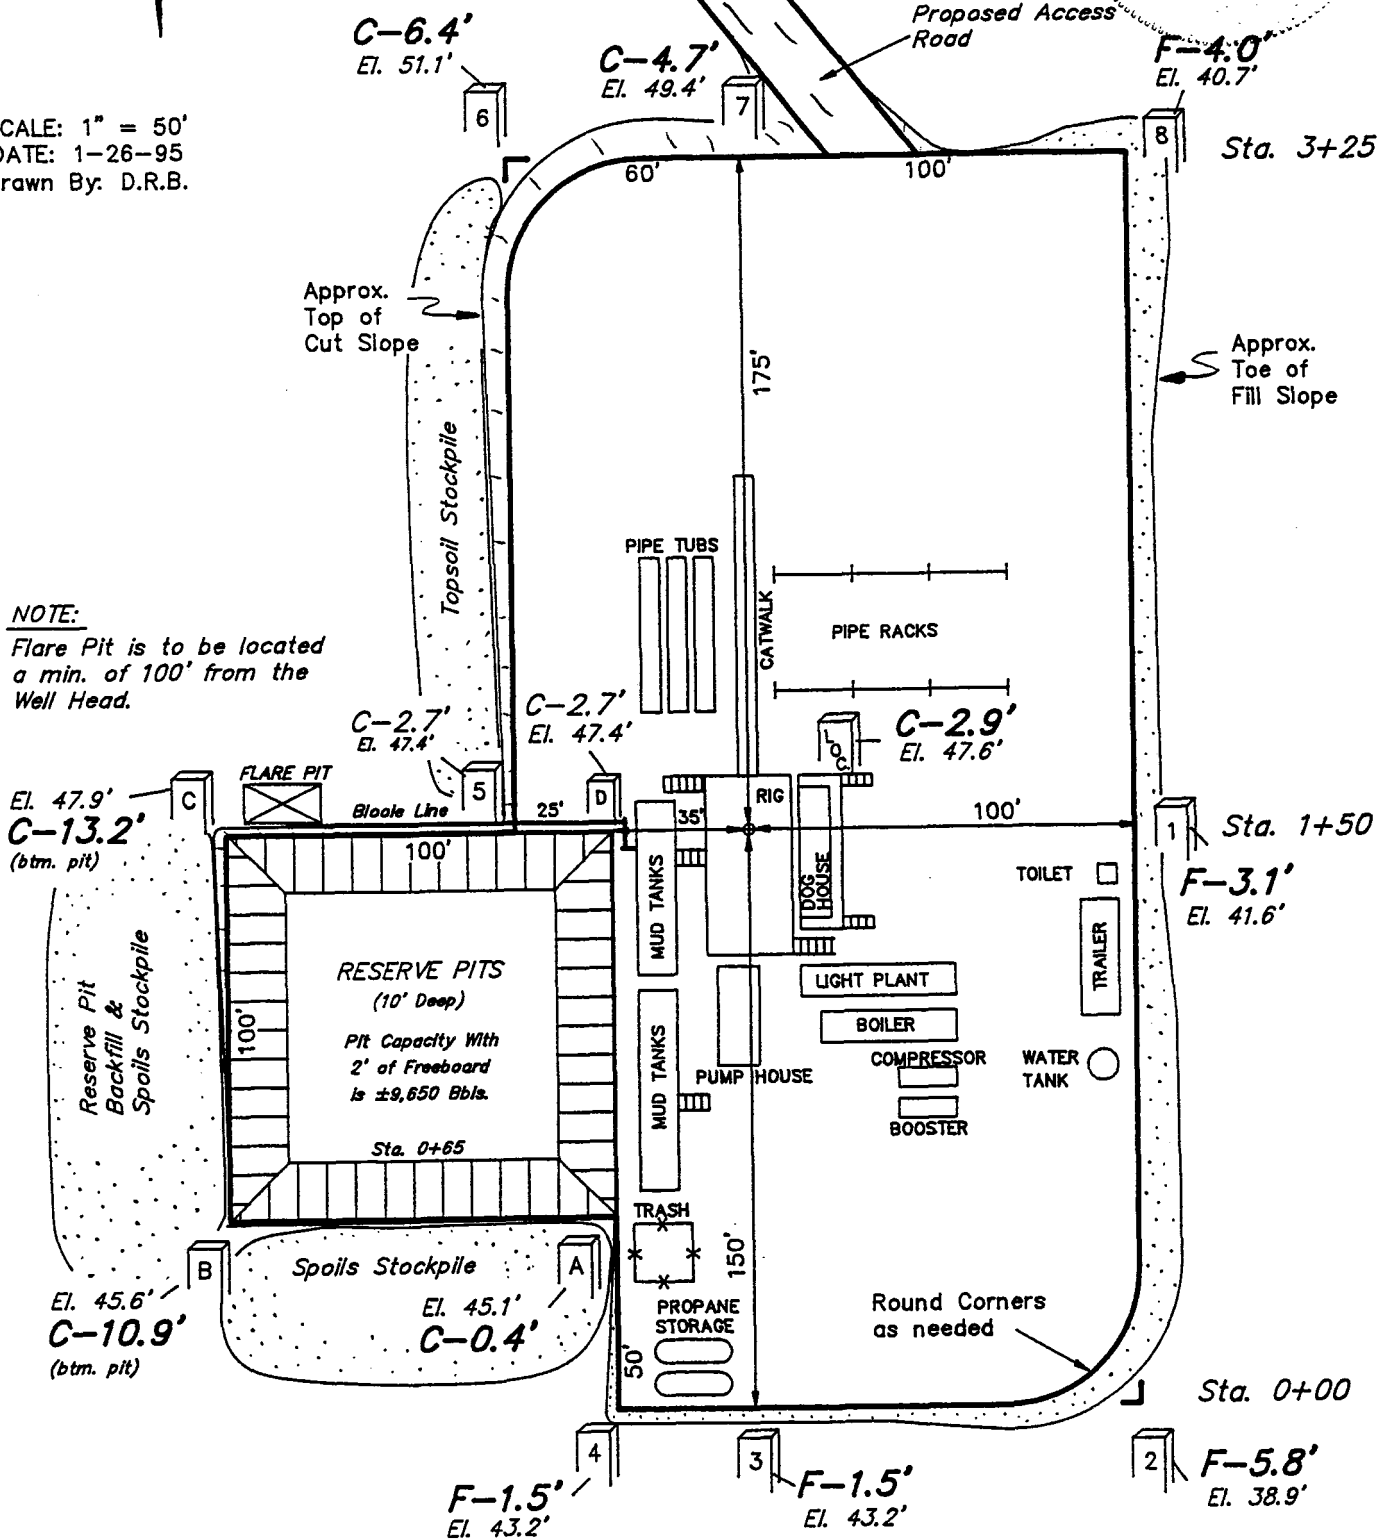 Proposed Access
Road
C-6.4'
El. 51.1'
C-4.7'
El. 49.4'
F-4.0'
El. 40.7'
6
7
8
CALE: 1" = 50'
DATE: 1-26-95
rawn By: D.R.B.
Sta. 3+25
60'
100'
Approx.
Top of
Cut Slope
175'
Approx.
Toe of
Fill Slope
Topsoil Stockpile
PIPE TUBS
CATWALK
PIPE RACKS
NOTE:
Flare Pit is to be located
a min. of 100' from the
Well Head.
C-2.7'
El. 47.4'
C-2.7'
El. 47.4'
LOC.
C-2.9'
El. 47.6'
FLARE PIT
C
5
D
El. 47.9'
C-13.2'
(btm. pit)
Blooie Line
25'
35'
RIG
100'
1
Sta. 1+50
F-3.1'
El. 41.6'
100'
MUD TANKS
DOG
HOUSE
TOILET
TRAILER
Reserve Pit
Backfill &
Spoils Stockpile
100'
RESERVE PITS
(10' Deep)
Pit Capacity With
2' of Freeboard
is ±9,650 Bbls.
Sta. 0+65
LIGHT PLANT
BOILER
COMPRESSOR
BOOSTER
WATER
TANK
PUMP HOUSE
MUD TANKS
TRASH
150'
B
Spoils Stockpile
A
El. 45.6'
C-10.9'
(btm. pit)
El. 45.1'
C-0.4'
PROPANE
STORAGE
50'
Round Corners
as needed
Sta. 0+00
4
3
2
F-1.5'
El. 43.2'
F-1.5'
El. 43.2'
F-5.8'
El. 38.9'